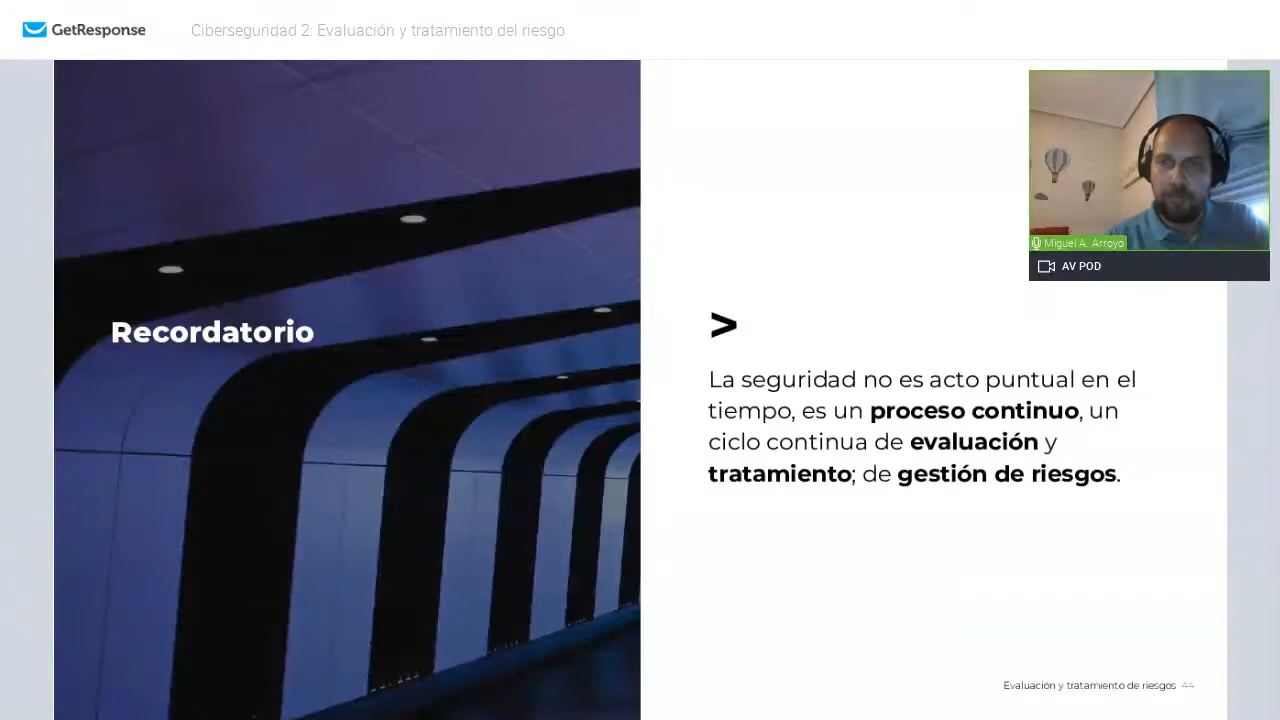 GetResponse
Ciberseguridad 2: Evaluación y tratamiento del riesgo
Miguel A. Arroyo
AV POD
Recordatorio
>
La seguridad no es acto puntual en el
tiempo, es un proceso continuo, un
ciclo continua de evaluación y
tratamiento; de gestión de riesgos.
Evaluación y tratamiento de riesgos 44